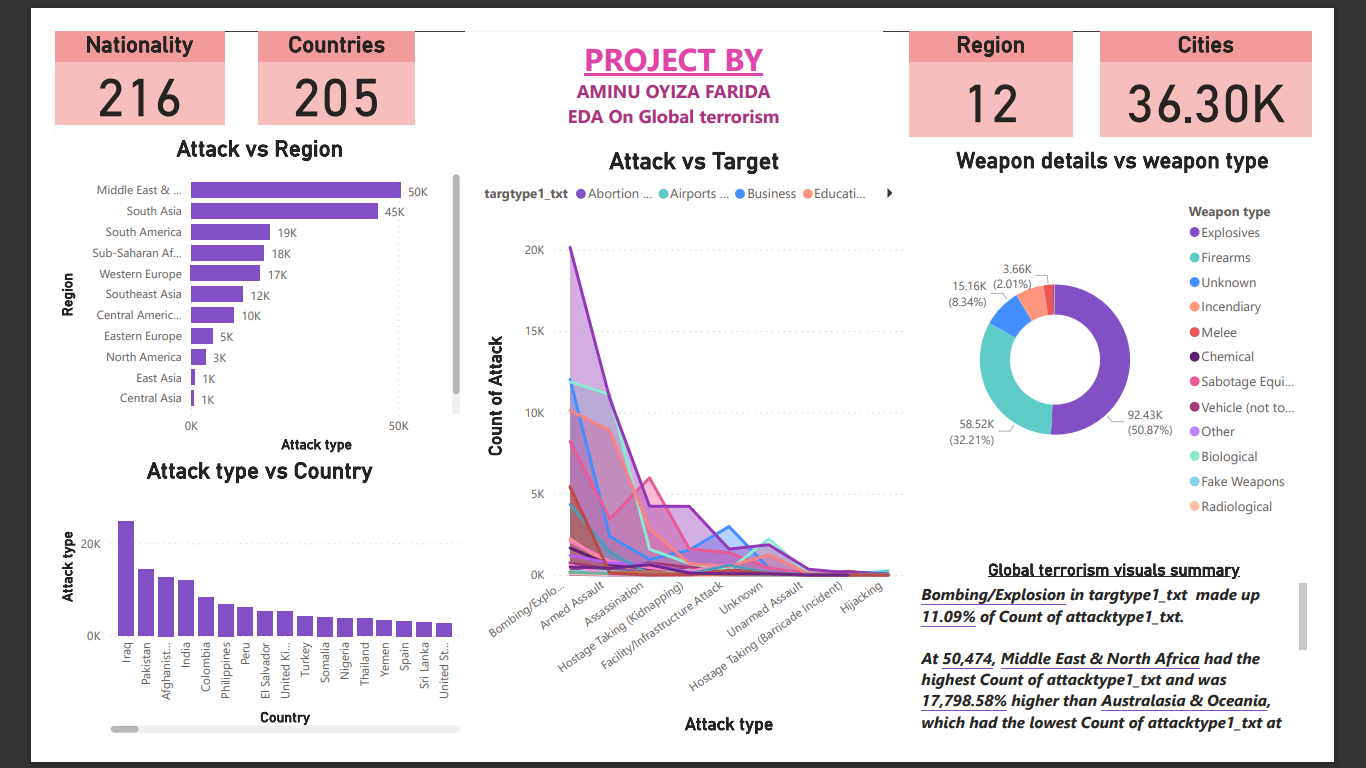 Nationality
216
Countries
205
PROJECT BY
AMINU OYIZA FARIDA
EDA On Global terrorism
Region
12
Cities
36.30K
Attack vs Region
Region
Middle East & ...
50K
South Asia
45K
South America
19K
Sub-Saharan Af...
18K
Western Europe
17K
Southeast Asia
12K
Central Americ...
10K
Eastern Europe
5K
North America
3K
East Asia
1K
Central Asia
1K
0K
50K
Attack type
Attack type vs Country
Attack type
20K
0K
Iraq
Pakistan
Afghanist...
India
Colombia
Philippines
Peru
El Salvador
United Ki...
Turkey
Somalia
Nigeria
Thailand
Yemen
Spain
Sri Lanka
United St...
Country
Attack vs Target
targtype1_txt
Abortion ...
Airports ...
Business
Educati...
Count of Attack
20K
15K
10K
5K
0K
Bombing/Explo...
Armed Assault
Assassination
Hostage Taking (Kidnapping)
Facility/Infrastructure Attack
Unknown
Unarmed Assault
Hostage Taking (Barricade Incident)
Hijacking
Attack type
Weapon details vs weapon type
3.66K
(2.01%)
15.16K
(8.34%)
58.52K
(32.21%)
92.43K
(50.87%)
Weapon type
Explosives
Firearms
Unknown
Incendiary
Melee
Chemical
Sabotage Equi...
Vehicle (not to...
Other
Biological
Fake Weapons
Radiological
Global terrorism visuals summary
Bombing/Explosion in targtype1_txt made up
11.09% of Count of attacktype1_txt.
At 50,474, Middle East & North Africa had the
highest Count of attacktype1_txt and was
17,798.58% higher than Australasia & Oceania,
which had the lowest Count of attacktype1_txt at